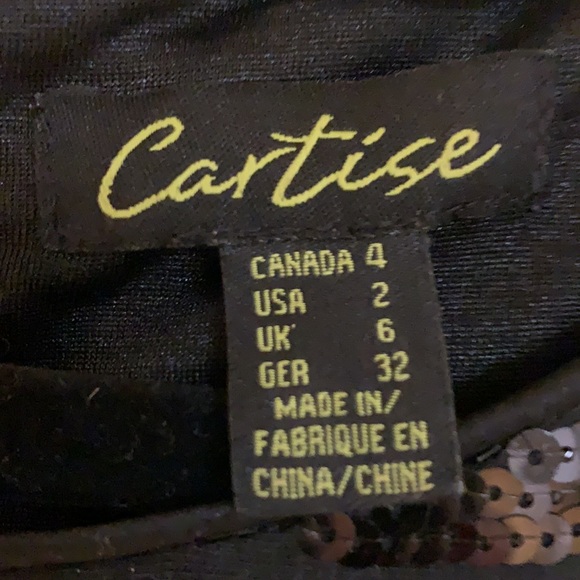 Cartise
CANADA 4
USA 2
UK 6
GER 32
MADE IN/
FABRIQUE EN
CHINA/CHINE